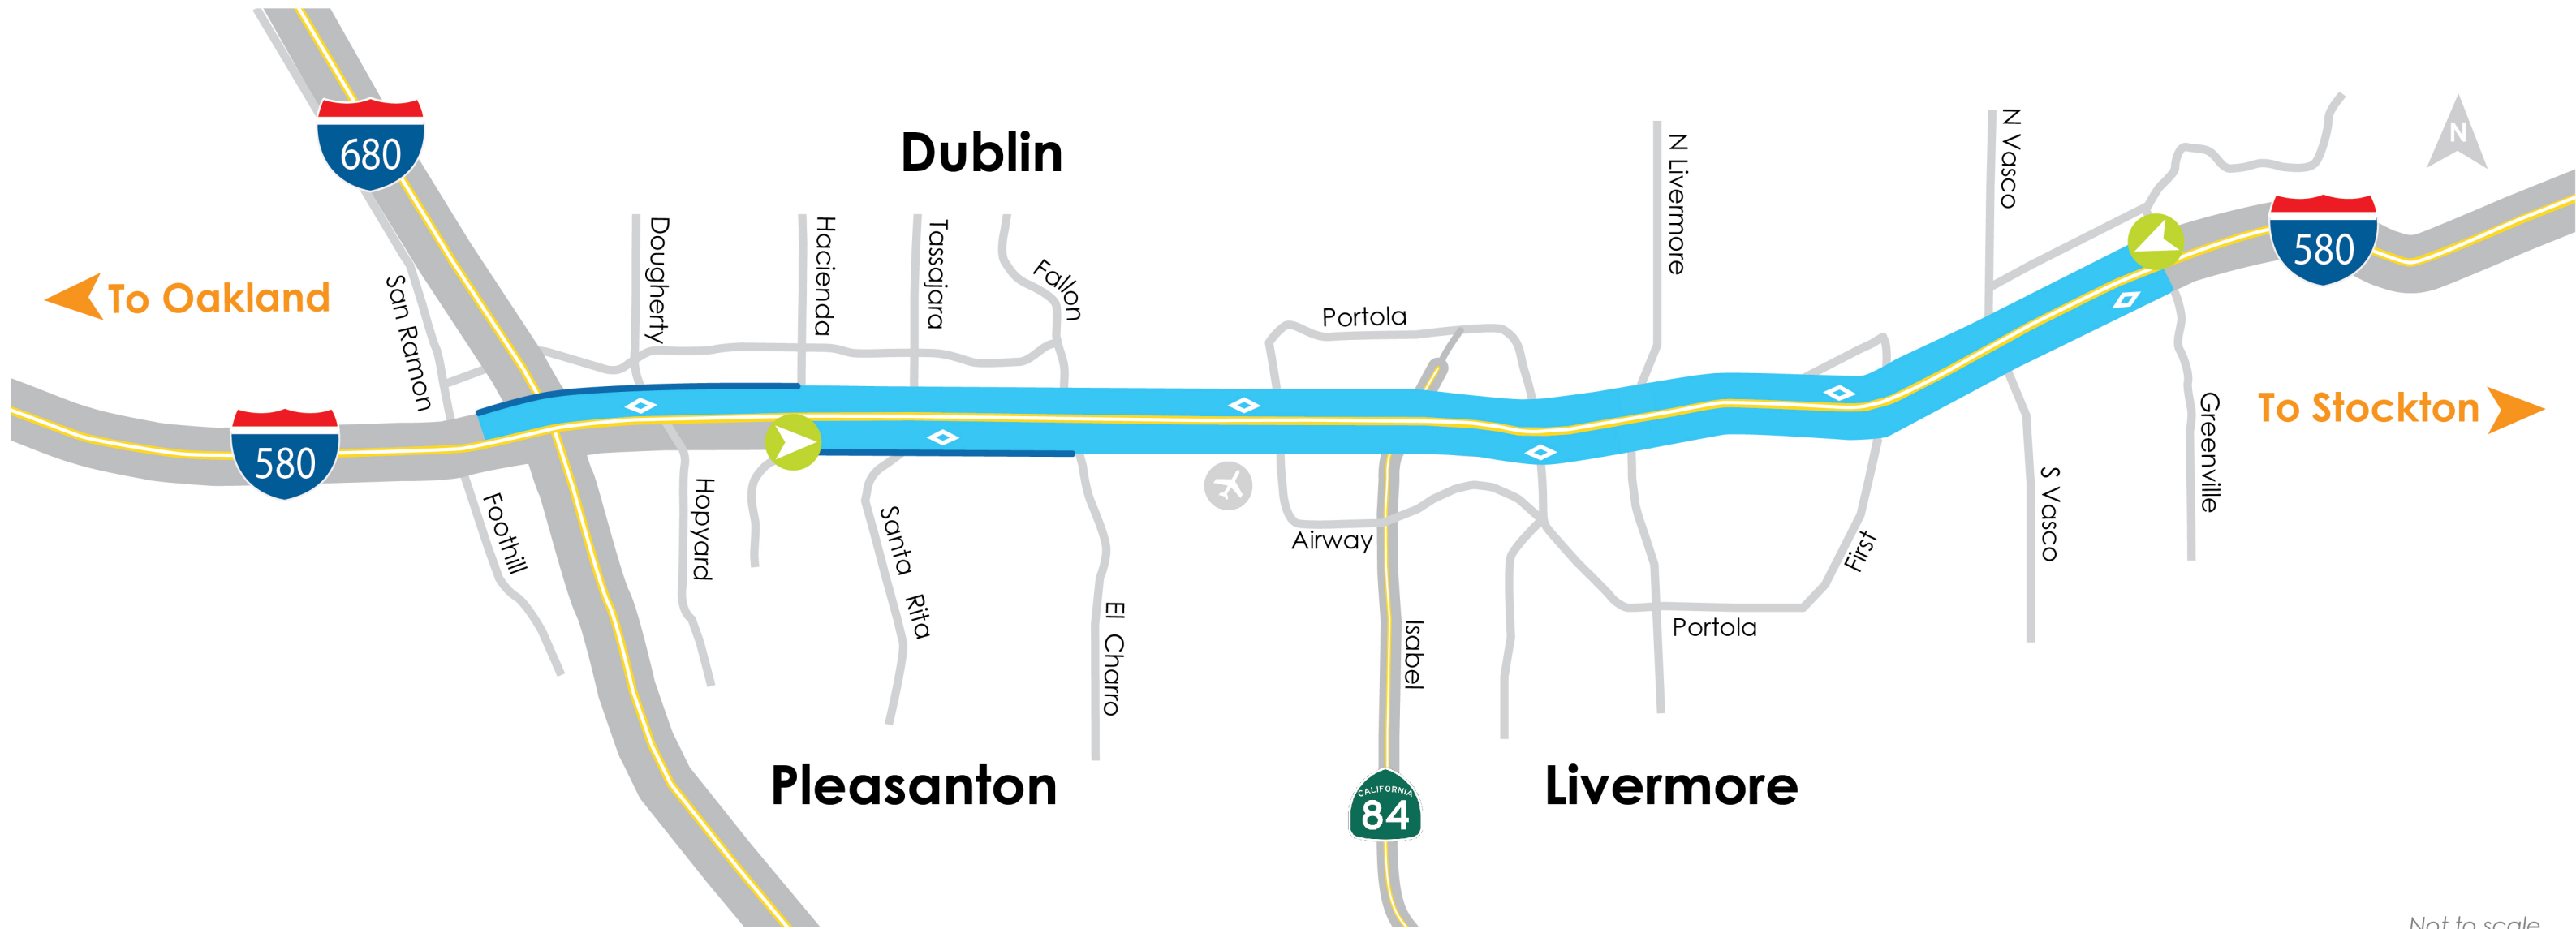 680
Dublin
N Livermore
N Vasco
N
580
To Oakland
San Ramon
Dougherty
Hacienda
Tassajara
Fallon
Portola
580
Foothill
Hopyard
Santa Rita
El Charro
Airway
Isabel
First
Portola
S Vasco
Greenville
To Stockton
Pleasanton
CALIFORNIA
84
Livermore
Not to scale